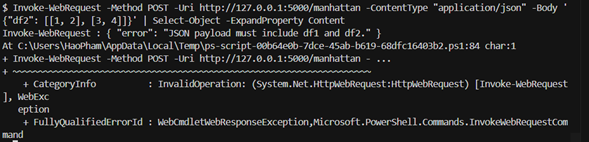 $ Invoke-WebRequest -Method POST -Uri http://127.0.0.1:5000/manhattan -ContentType "application/json" -Body '
{"df2": [[1, 2], [3, 4]]}' | Select-Object -ExpandProperty Content
Invoke-WebRequest : { "error": "JSON payload must include df1 and df2." }
At C:\Users\HaoPham\AppData\Local\Temp\ps-script-00b64e0b-7dce-45ab-b619-68dfc16403b2.ps1:84 char:1
+ Invoke-WebRequest -Method POST -Uri http://127.0.0.1:5000/manhattan - ...
+ ~~~~~~~~~~~~~~~~~~~~~~~~~~~~~~~~~~~~~~~~~~~~~~~~~~~~~~~~~~~~~~~~~~~~~
+ CategoryInfo : InvalidOperation: (System.Net.HttpWebRequest:HttpWebRequest) [Invoke-WebRequest
], WebExc
eption
+ FullyQualifiedErrorId : WebCmdletWebResponseException,Microsoft.PowerShell.Commands.InvokeWebRequestCom
mand